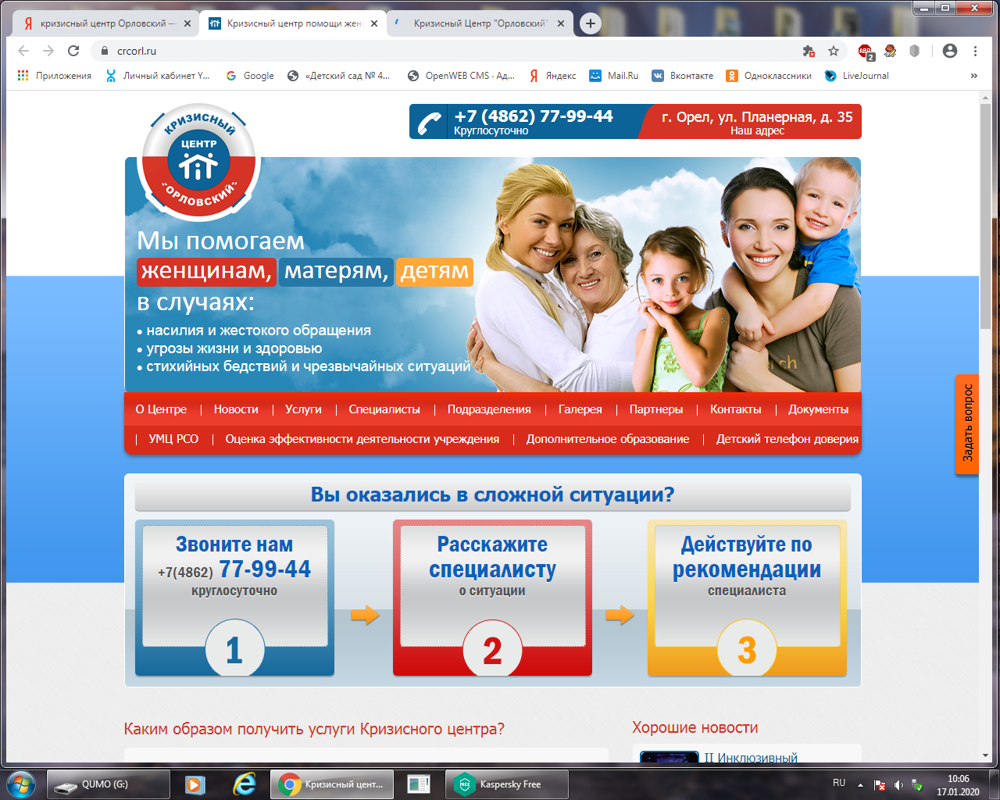 кризисный центр Орловский —
Кризисный центр помощи жен
Кризисный Центр "Орловский"
crcorl.ru
ABP
2
Приложения
Личный кабинет Y...
Google
«Детский сад № 4...
OpenWEB CMS · Ад...
Яндекс
Mail.Ru
Вконтакте
Одноклассники
LiveJournal
»
КРИЗИСНЫЙ
ЦЕНТР
"ОРЛОВСКИЙ"
+7 (4862) 77-99-44
Круглосуточно
г. Орел, ул. Планерная, д. 35
Наш адрес
Мы помогаем
женщинам, матерям, детям
в случаях:
• насилия и жестокого обращения
• угрозы жизни и здоровью
• стихийных бедствий и чрезвычайных ситуаций
О Центре | Новости | Услуги | Специалисты | Подразделения | Галерея | Партнеры | Контакты | Документы
| УМЦ РСО | Оценка эффективности деятельности учреждения | Дополнительное образование | Детский телефон доверия
Задать вопрос
Вы оказались в сложной ситуации?
Звоните нам
+7(4862) 77-99-44
круглосуточно
1
Расскажите
специалисту
о ситуации
2
Действуйте по
рекомендации
специалиста
3
Каким образом получить услуги Кризисного центра?
Хорошие новости
II Инклюзивный
QUMO (G:)
Кризисный цент...
Kaspersky Free
RU
10:06
17.01.2020